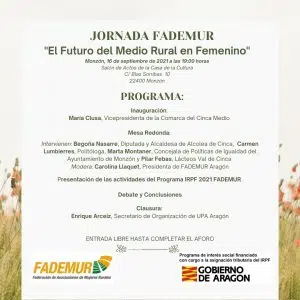 JORNADA FADEMUR
"El Futuro del Medio Rural en Femenino"
Monzón, 16 de septiembre de 2021 a las 19:00 horas
Salón de Actos de la Casa de la Cultura
C/ Blas Sorribas. 10
22400 Monzón
PROGRAMA:
Inauguración:
María Clusa, Vicepresidenta de la Comarca del Cinca Medio
Mesa Redonda:
Intervienen: Begoña Nasarre, Diputada y Alcaldesa de Alcolea de Cinca, Carmen
Lumbierres, Politóloga, Marta Montaner, Concejala de Políticas de Igualdad del
Ayuntamiento de Monzón y Pilar Febas, Lácteos Val de Cinca
Modera: Carolina Llaquet, Presidenta de FADEMUR Aragón
Presentación de las actividades del Programa IRPF 2021 FADEMUR
Debate y Conclusiones
Clausura:
Enrique Arceiz, Secretario de Organización de UPA Aragón
ENTRADA LIBRE HASTA COMPLETAR EL AFORO
FADEMUR
Federación de Asociaciones de Mujeres Rurales
Programa de interés social financiado
con cargo a la asignación tributaria del IRPF
GOBIERNO
DE ARAGON